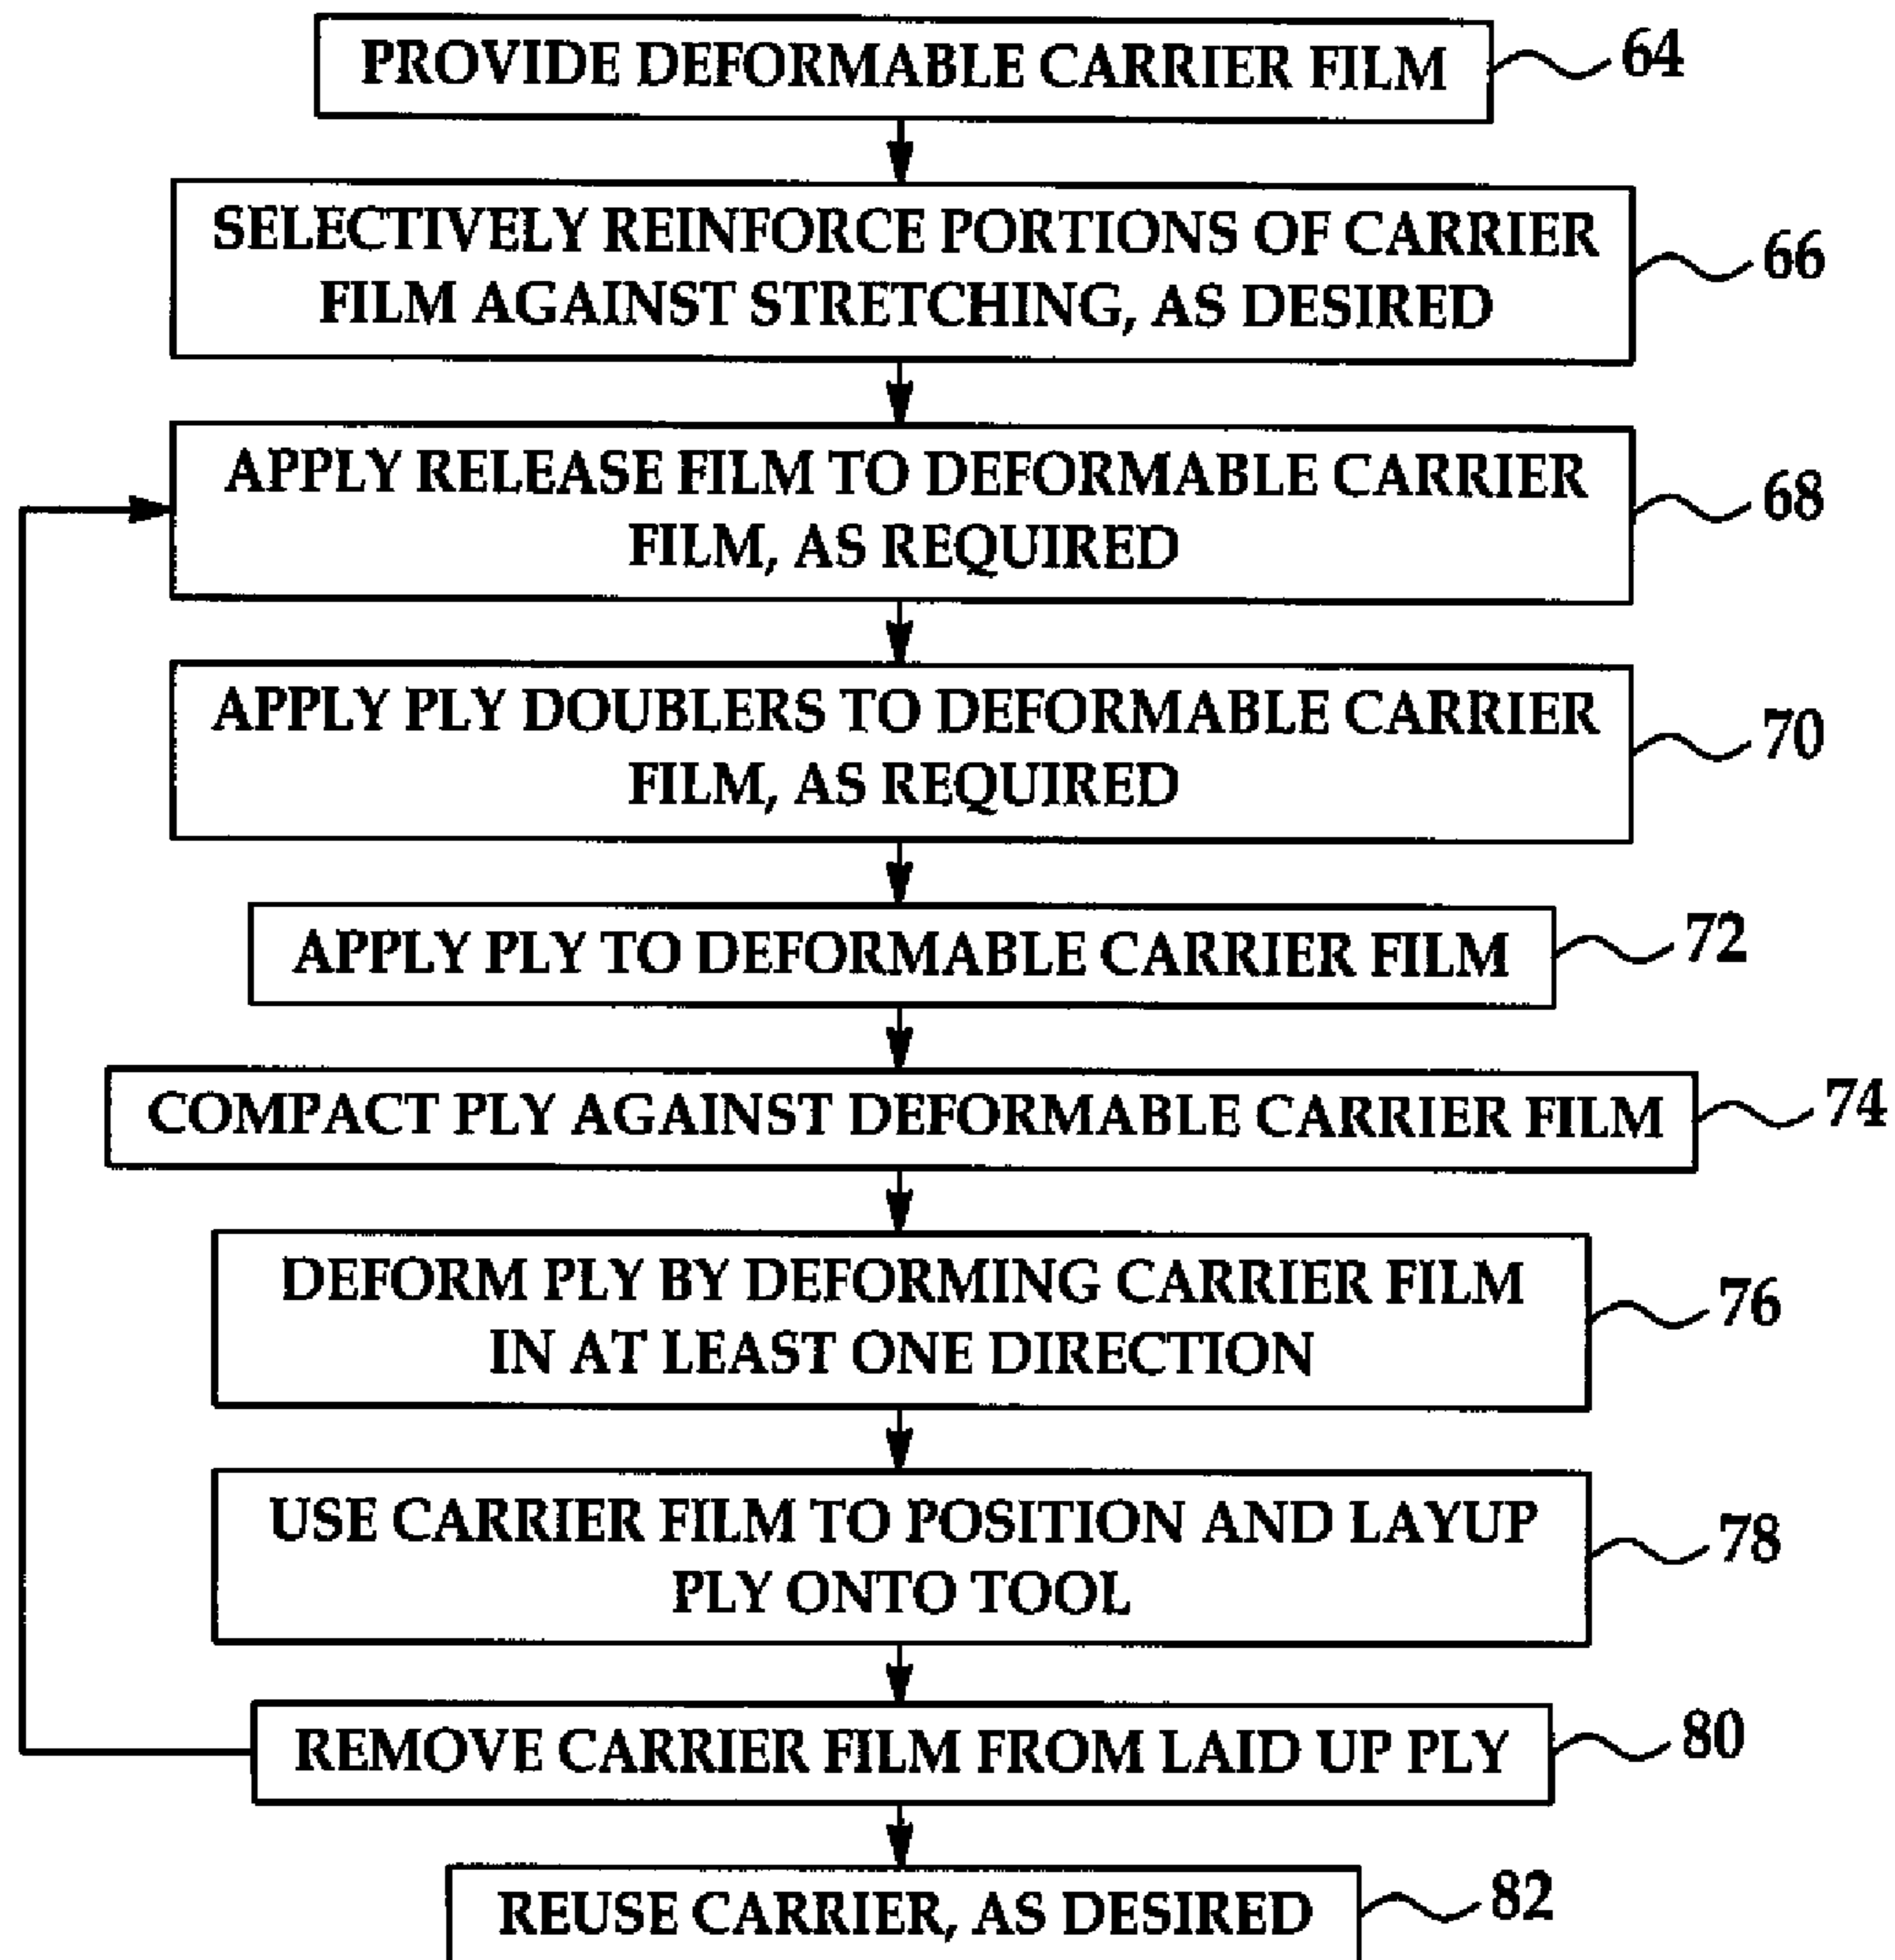 PROVIDE DEFORMABLE CARRIER FILM
64
SELECTIVELY REINFORCE PORTIONS OF CARRIER
FILM AGAINST STRETCHING, AS DESIRED
66
APPLY RELEASE FILM TO DEFORMABLE CARRIER
FILM, AS REQUIRED
68
APPLY PLY DOUBLERS TO DEFORMABLE CARRIER
FILM, AS REQUIRED
70
APPLY PLY TO DEFORMABLE CARRIER FILM
72
COMPACT PLY AGAINST DEFORMABLE CARRIER FILM
74
DEFORM PLY BY DEFORMING CARRIER FILM
IN AT LEAST ONE DIRECTION
76
USE CARRIER FILM TO POSITION AND LAYUP
PLY ONTO TOOL
78
REMOVE CARRIER FILM FROM LAID UP PLY
80
REUSE CARRIER, AS DESIRED
82